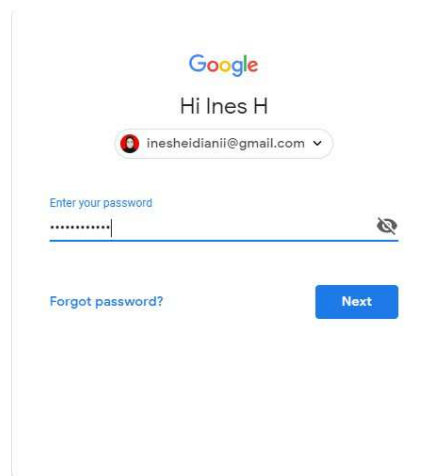 Google
Hi Ines H
inesheidianii@gmail.com
Enter your password
••••••••••••
Forgot password? Next